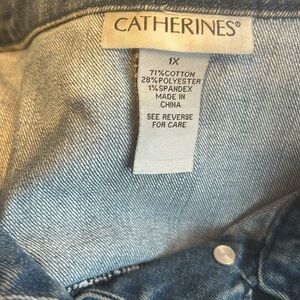 CATHERINES®
1X
71%COTTON
28%POLYESTER
1%SPANDEX
MADE IN
CHINA
SEE REVERSE
FOR CARE